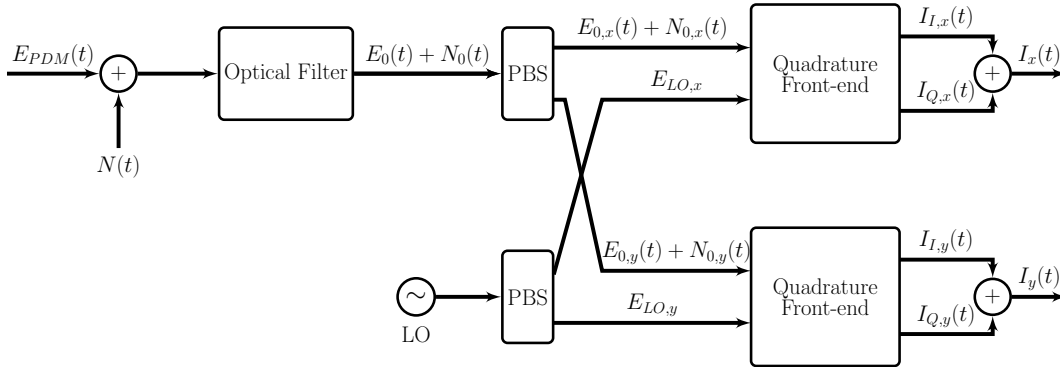 E_{PDM}(t)
+
N(t)
Optical Filter
E_0(t) + N_0(t)
PBS
E_{0,x}(t) + N_{0,x}(t)
E_{LO,x}
Quadrature
Front-end
I_{I,x}(t)
I_{Q,x}(t)
+
I_x(t)
∼
LO
PBS
E_{0,y}(t) + N_{0,y}(t)
E_{LO,y}
Quadrature
Front-end
I_{I,y}(t)
I_{Q,y}(t)
+
I_y(t)